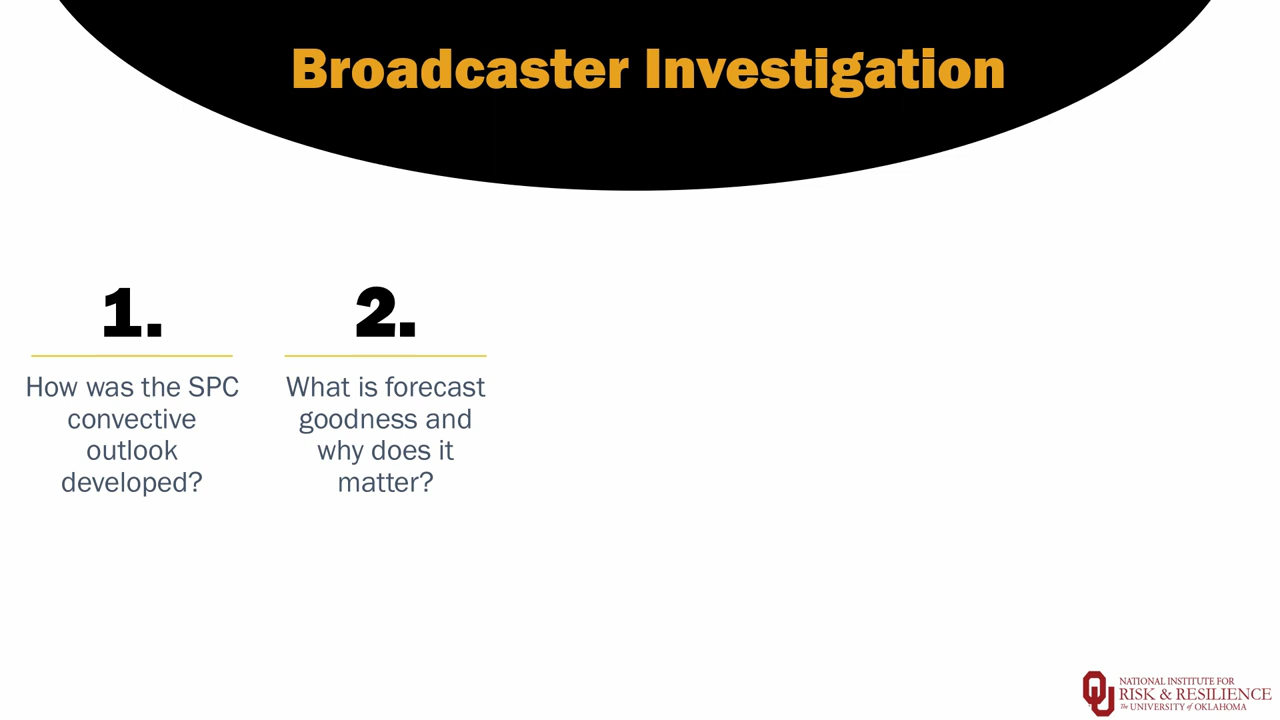 Broadcaster Investigation
1.
How was the SPC
convective
outlook
developed?
2.
What is forecast
goodness and
why does it
matter?
OU
NATIONAL INSTITUTE FOR
RISK & RESILIENCE
The UNIVERSITY of OKLAHOMA